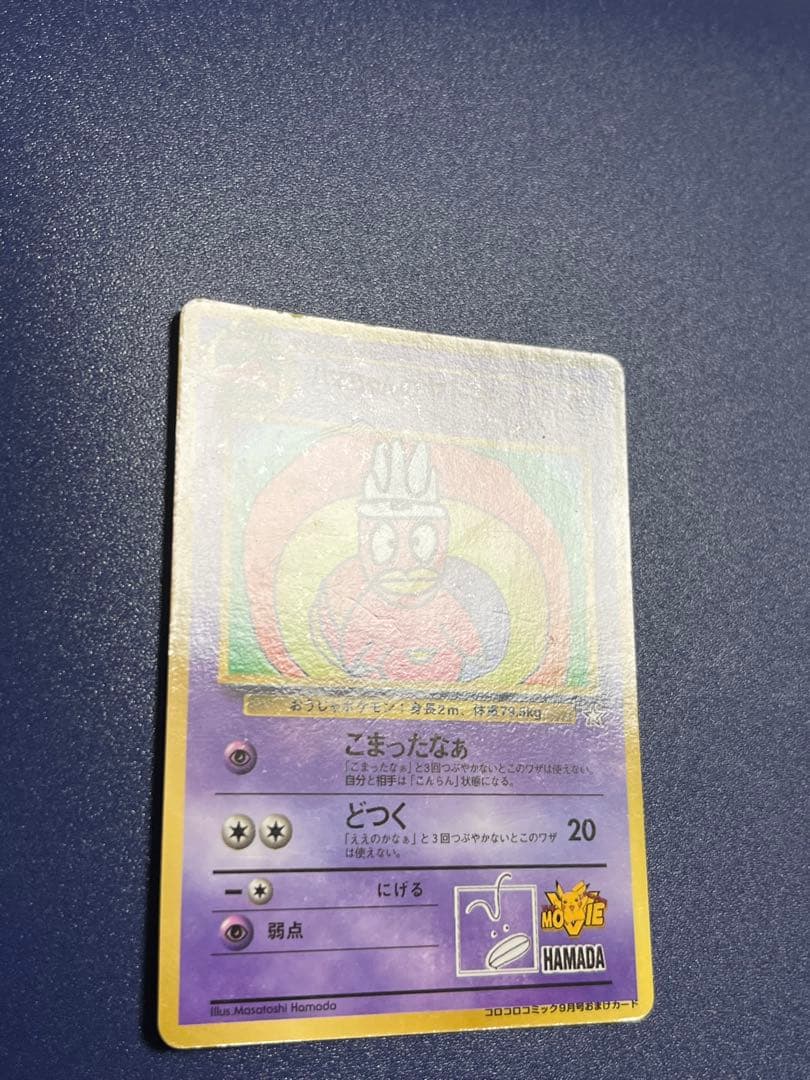 おうじゃポケモン：身長2m、体重79.5kg
こまったなぁ
「こまったなぁ」と3回つぶやかないとこのワザは使えない。
自分と相手は「こんらん」状態になる。
どつく
20
「ええのかなぁ」と3回つぶやかないとこのワザ
は使えない。
にげる
弱点
MOVIE
HAMADA
Illus.Masatoshi Hamada
コロコロコミック9月号おまけカード